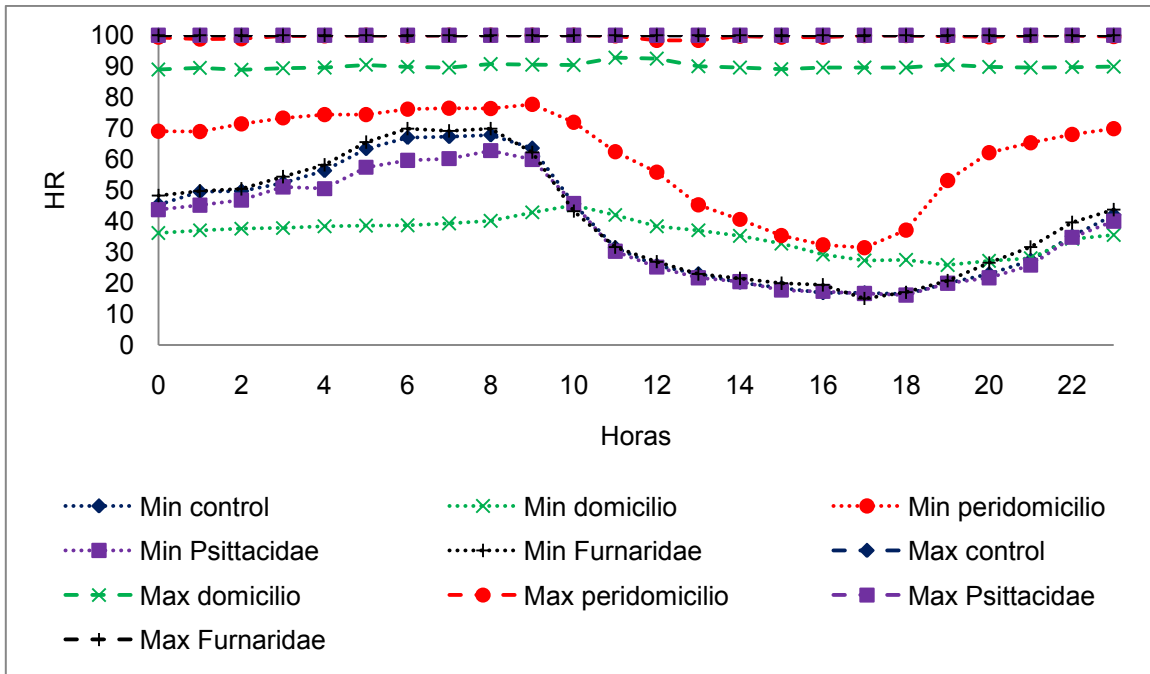 100
90
80
70
60
50
40
30
20
10
0
HR
0 2 4 6 8 10 12 14 16 18 20 22
Horas
Min control Min domicilio Min peridomicilio
Min Psittacidae Min Furnaridae Max control
Max domicilio Max peridomicilio Max Psittacidae
Max Furnaridae